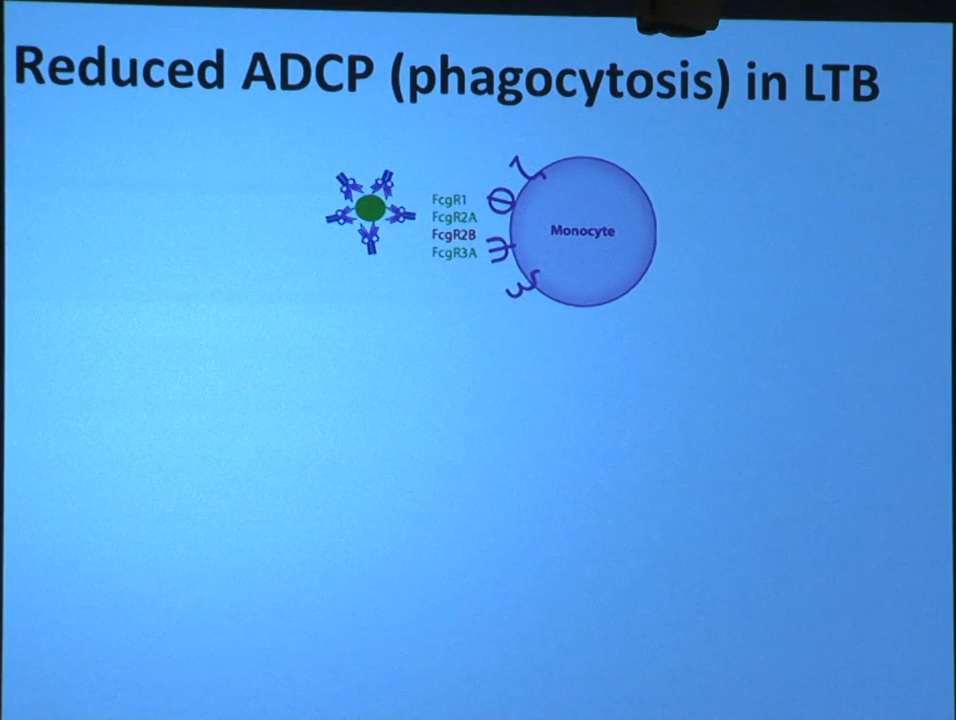 Reduced ADCP (phagocytosis) in LTB
FcgR1
FcgR2A
FcgR2B
FcgR3A
Monocyte